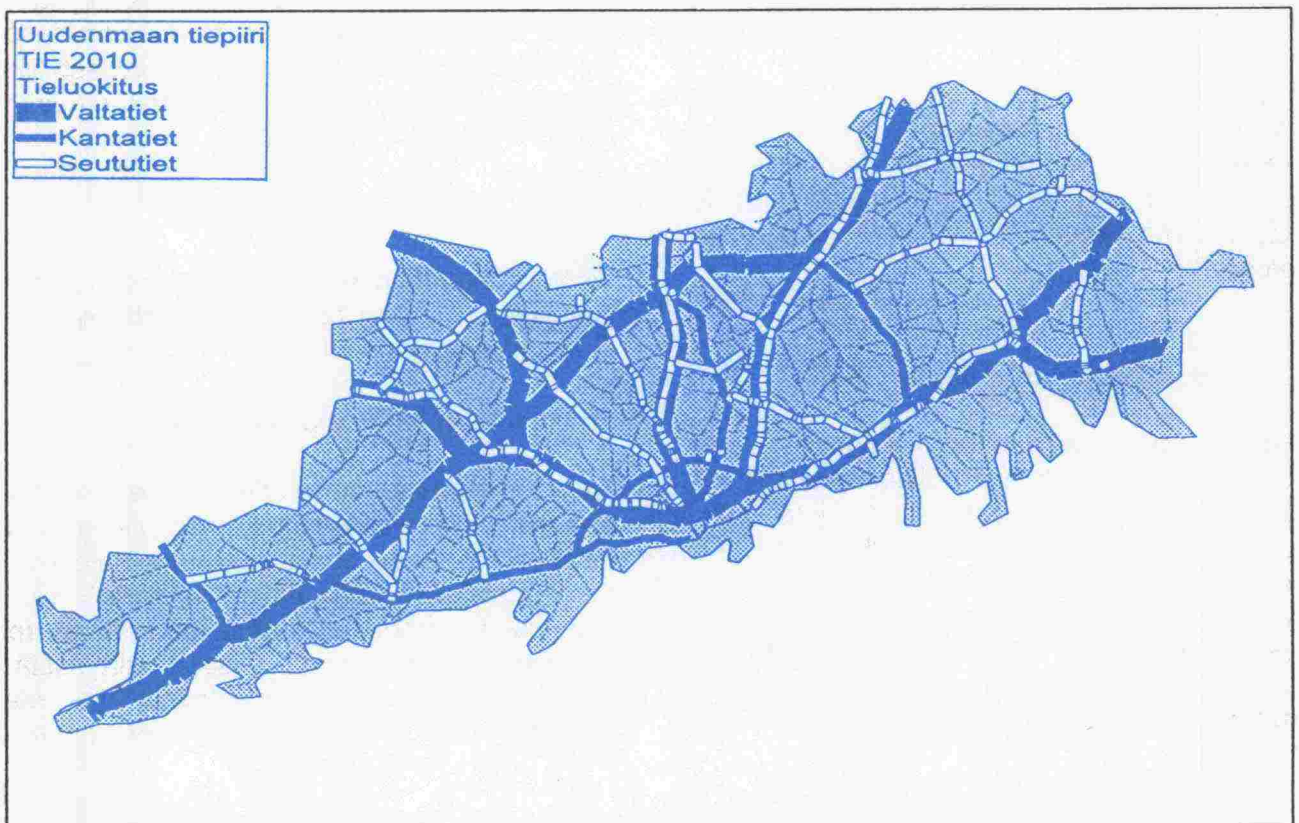 Uudenmaan tiepiiri
TIE 2010
Tieluokitus
Valtatiet
Kantatiet
Seututiet